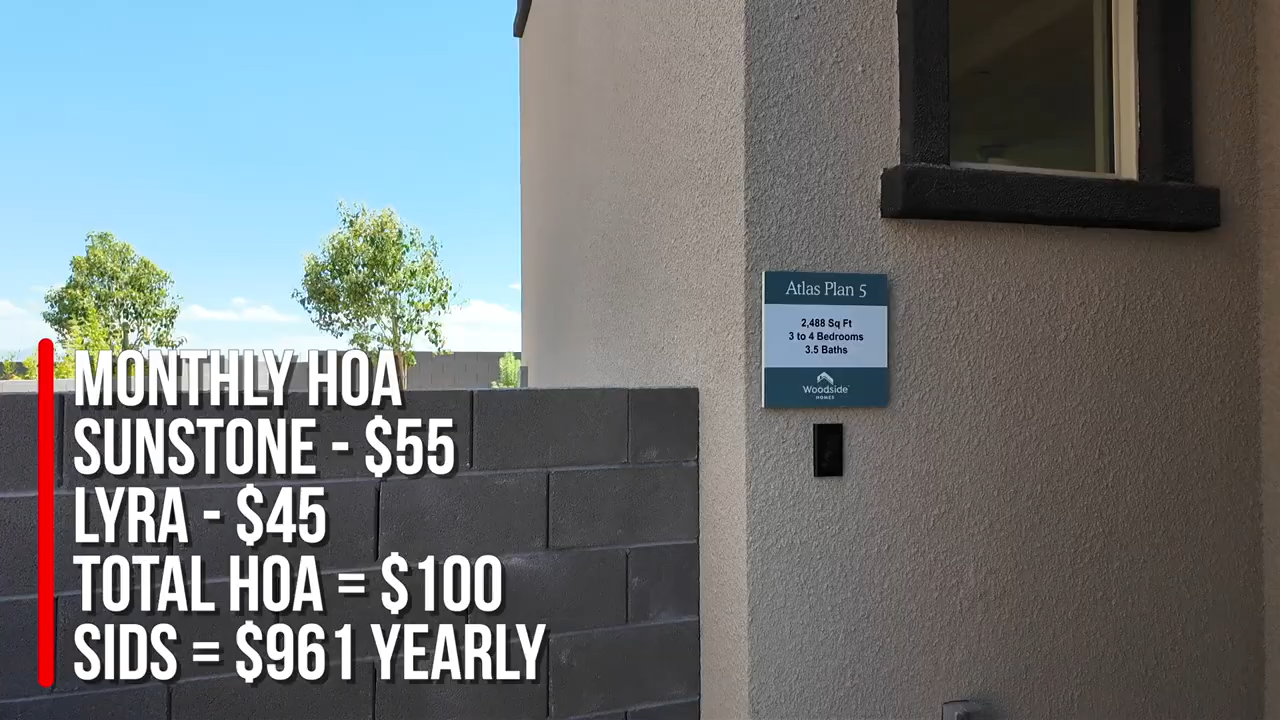 MONTHLY HOA
SUNSTONE - $55
LYRA - $45
TOTAL HOA = $100
SIDS = $961 YEARLY
Atlas Plan 5
2,488 Sq Ft
3 to 4 Bedrooms
3.5 Baths
Woodside
HOMES